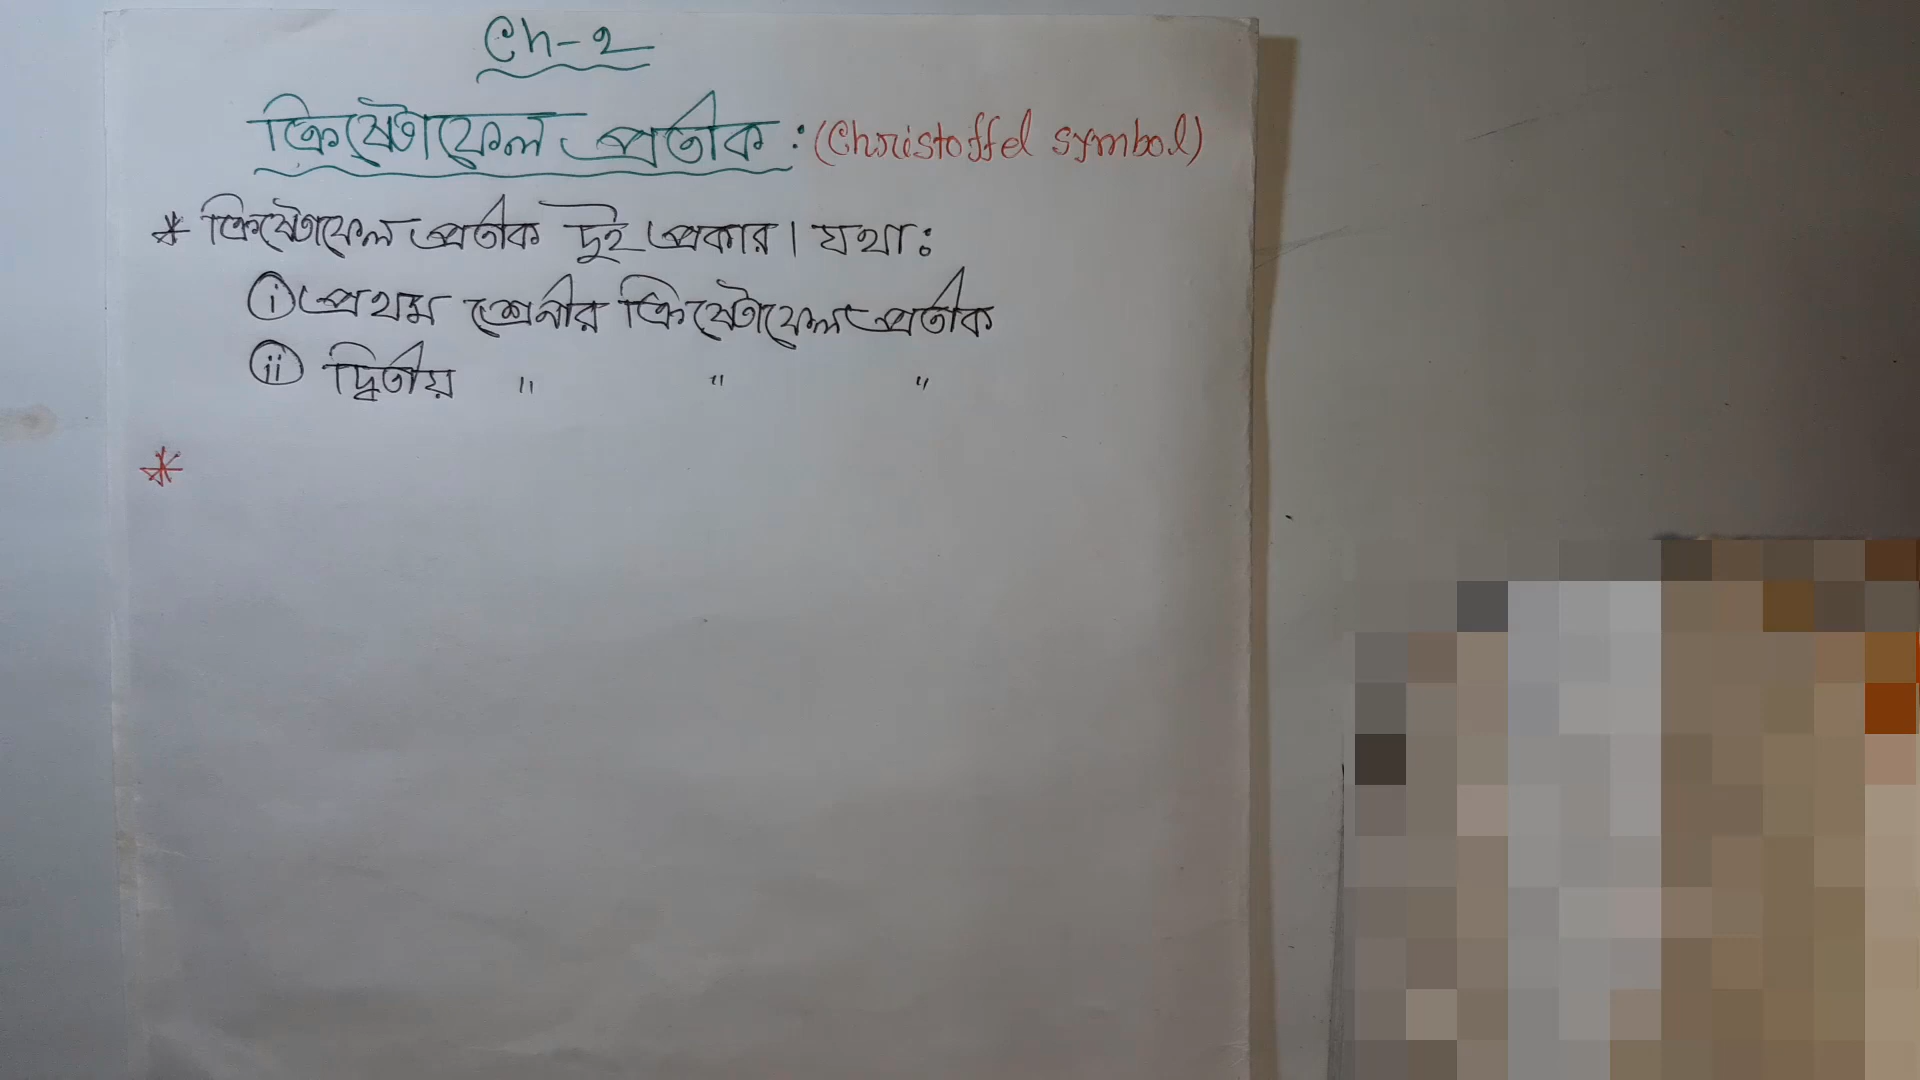 Ch-2
ক্রিষ্টোফেল প্রতীক : (Christoffel symbol)
* ক্রিষ্টোফেল প্রতীক দুই প্রকার। যথা :
(i) প্রথম শ্রেনীর ক্রিষ্টোফেল প্রতীক
(ii) দ্বিতীয় " " "
*